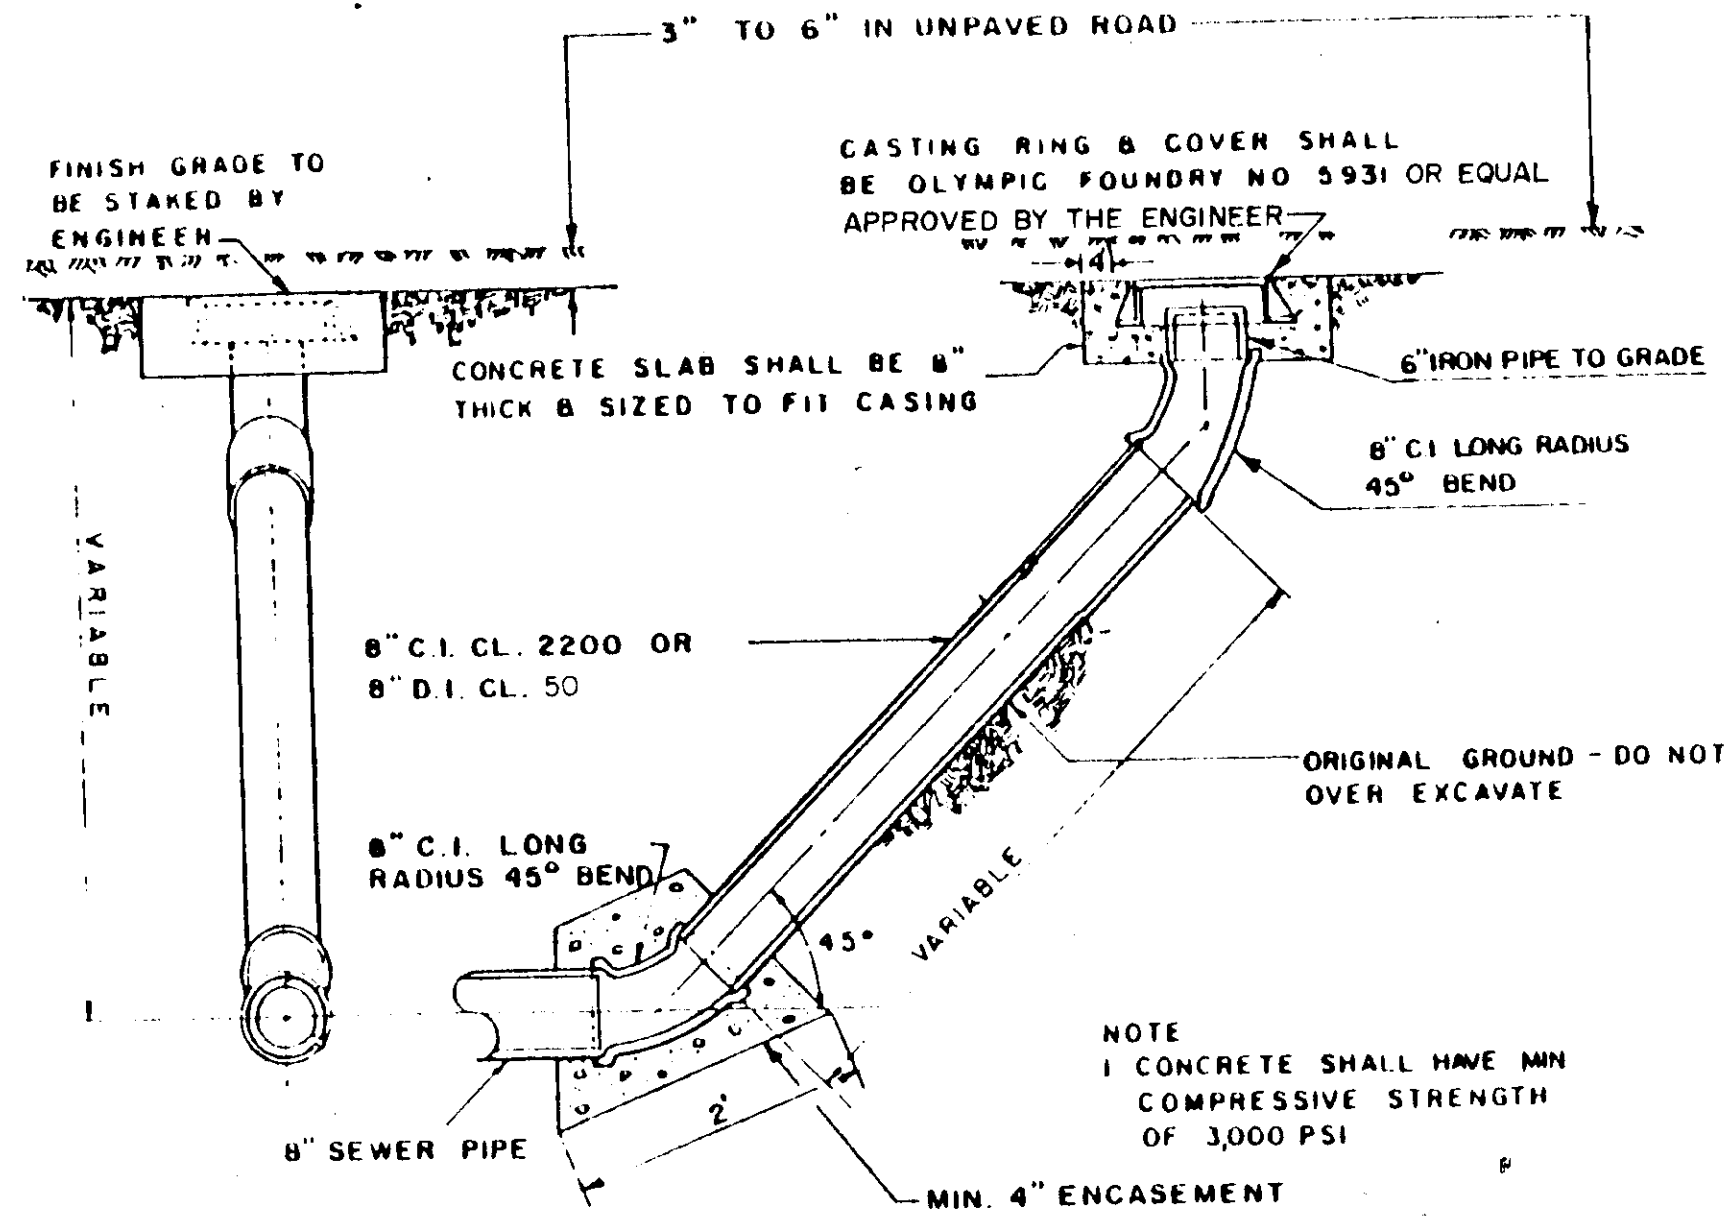 3" TO 6" IN UNPAVED ROAD
FINISH GRADE TO
BE STAKED BY
ENGINEER
CASTING RING & COVER SHALL
BE OLYMPIC FOUNDRY NO 5931 OR EQUAL
APPROVED BY THE ENGINEER
4"
CONCRETE SLAB SHALL BE 8"
THICK & SIZED TO FIT CASING
6" IRON PIPE TO GRADE
8" C.I LONG RADIUS
45° BEND
VARIABLE
8" C.I. CL. 2200 OR
8" D.I. CL. 50
ORIGINAL GROUND - DO NOT
OVER EXCAVATE
8" C.I. LONG
RADIUS 45° BEND
45°
VARIABLE
2'
8" SEWER PIPE
NOTE
1 CONCRETE SHALL HAVE MIN
COMPRESSIVE STRENGTH
OF 3,000 PSI
MIN. 4" ENCASEMENT